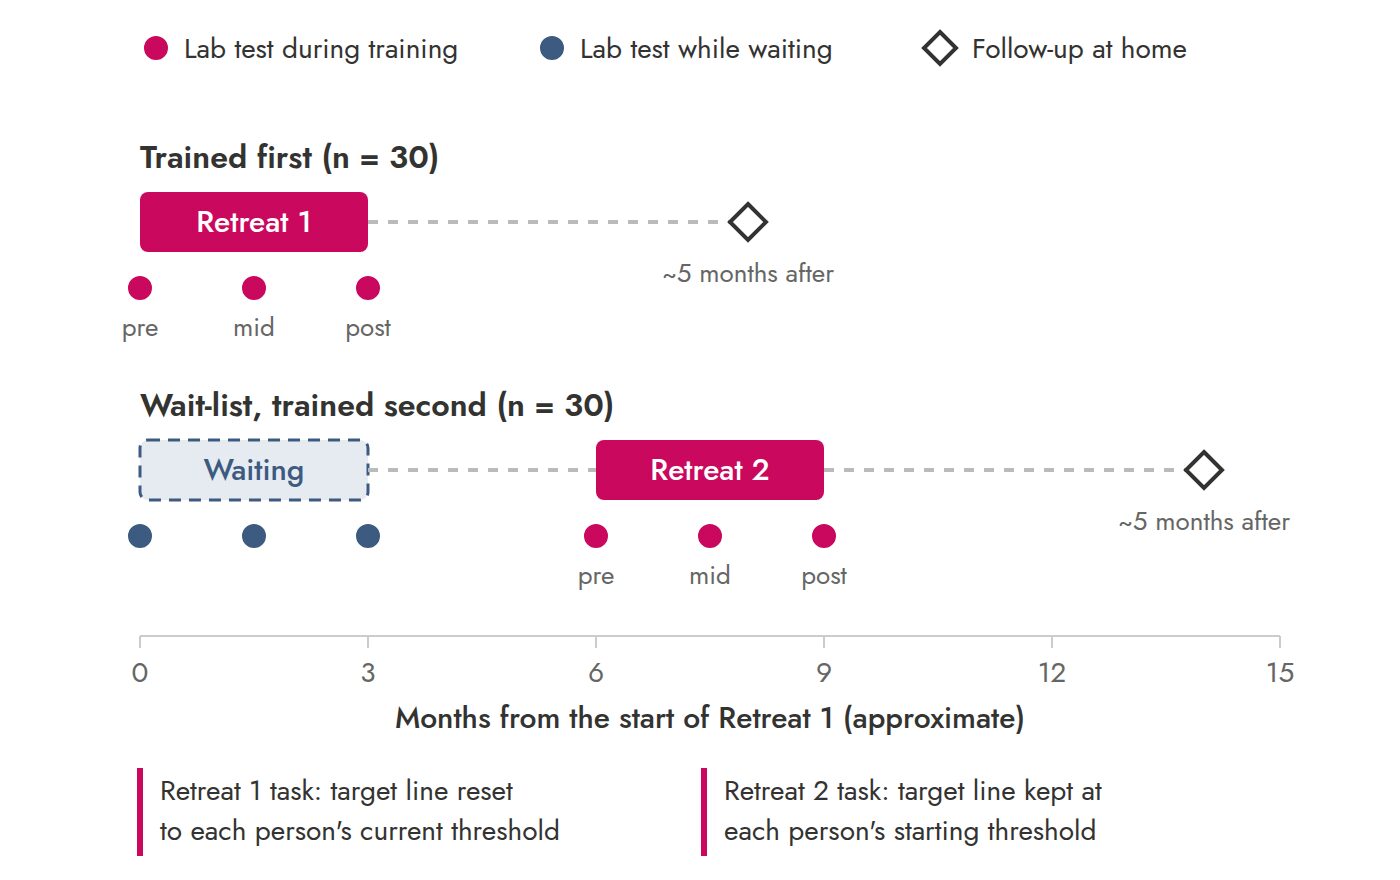 Lab test during training
Lab test while waiting
Follow-up at home
Trained first (n = 30)
Retreat 1
~5 months after
pre
mid
post
Wait-list, trained second (n = 30)
Waiting
Retreat 2
~5 months after
pre
mid
post
0
3
6
9
12
15
Months from the start of Retreat 1 (approximate)
Retreat 1 task: target line reset
to each person's current threshold
Retreat 2 task: target line kept at
each person's starting threshold